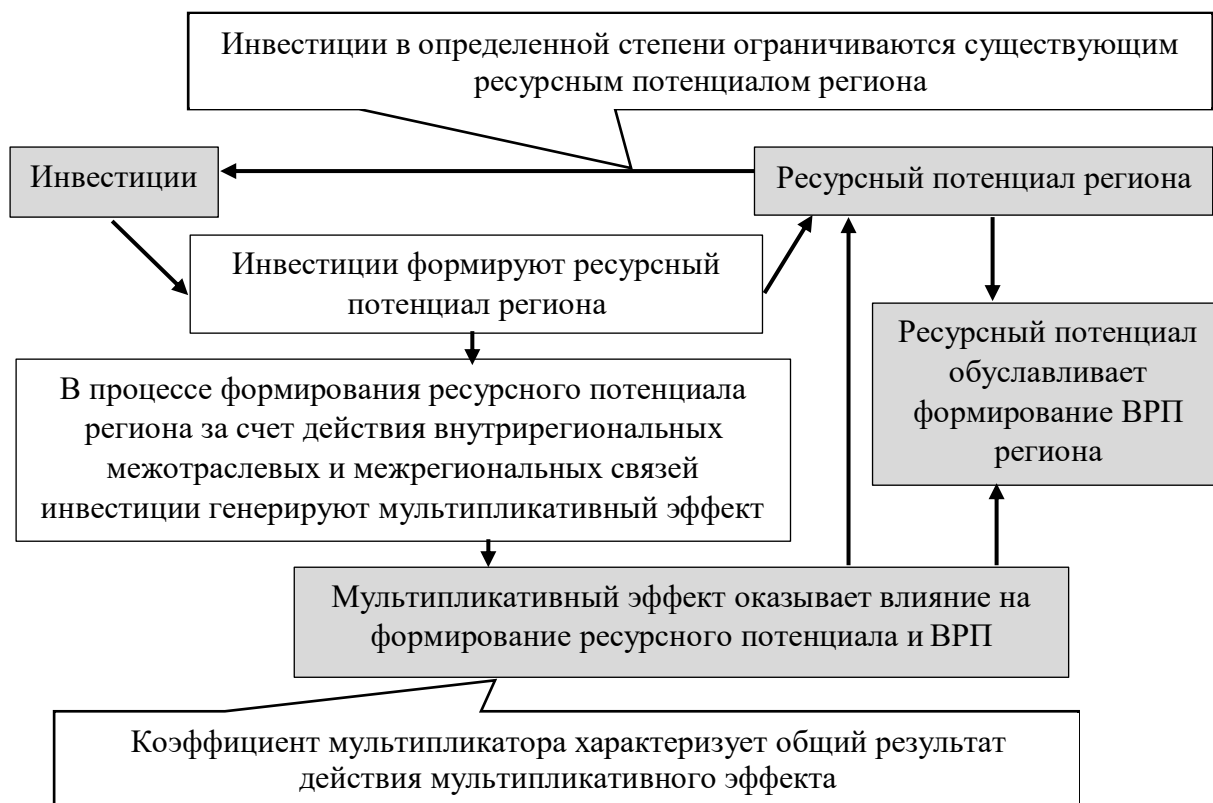 Инвестиции в определенной степени ограничиваются существующим
ресурсным потенциалом региона
Инвестиции
Ресурсный потенциал региона
Инвестиции формируют ресурсный
потенциал региона
Ресурсный потенциал
обуславливает
формирование ВРП
региона
В процессе формирования ресурсного потенциала
региона за счет действия внутрирегиональных
межотраслевых и межрегиональных связей
инвестиции генерируют мультипликативный эффект
Мультипликативный эффект оказывает влияние на
формирование ресурсного потенциала и ВРП
Коэффициент мультипликатора характеризует общий результат
действия мультипликативного эффекта